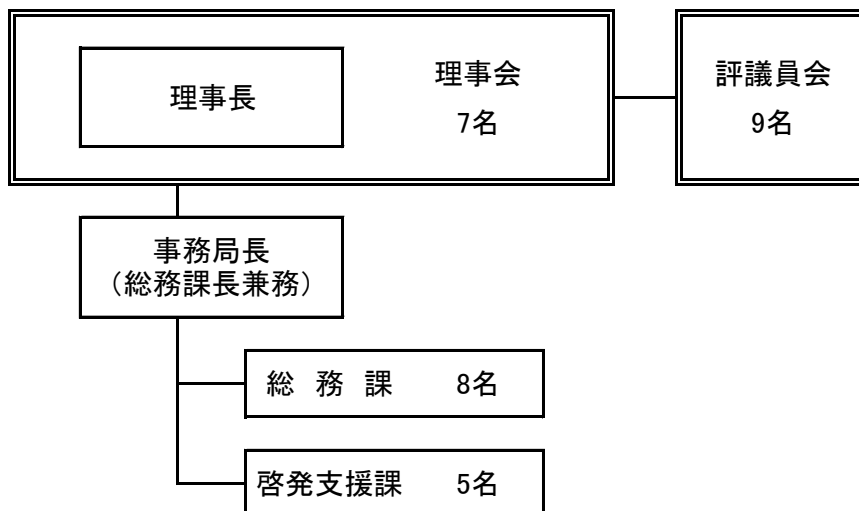 理事長
理事会
7名
評議員会
9名
事務局長
（総務課長兼務）
総 務 課 8名
啓発支援課 5名